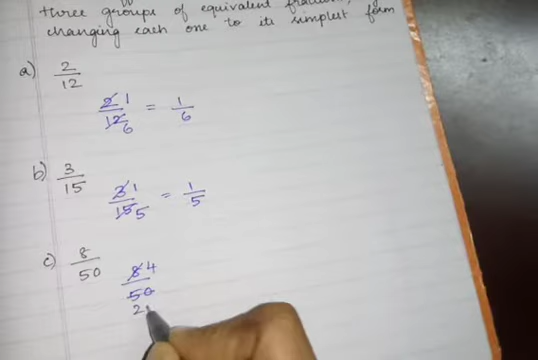 three groups of equivalent
changing each one to its simplest form
a) 2/12
2 1/12 6 = 1/6
b) 3/15
3 1/15 5 = 1/5
c) 8/50
8 4/50
2